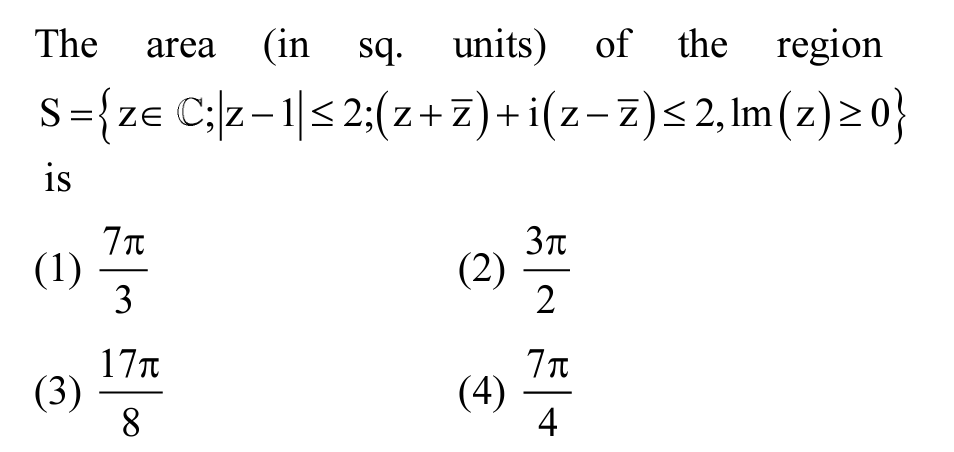 The area (in sq. units) of the region
S={z∈ ℂ;|z−1|≤2;(z+z̅)+i(z−z̅)≤2,lm(z)≥0}
is
(1) 7π/3 (2) 3π/2
(3) 17π/8 (4) 7π/4